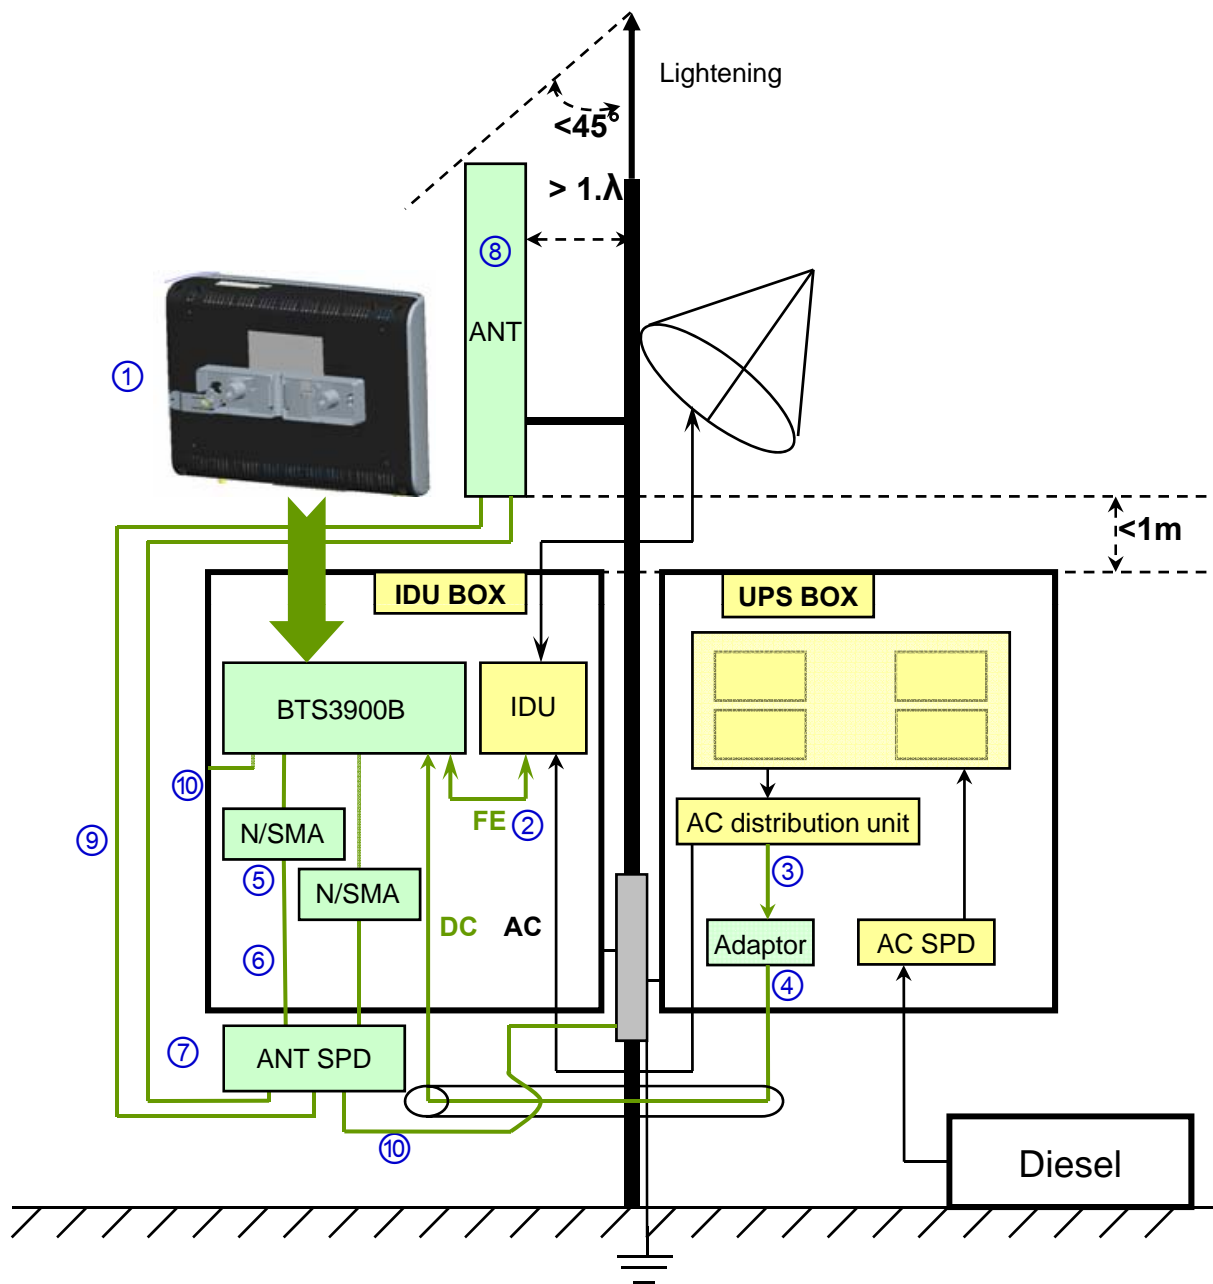 Lightening
<45°
> 1.λ
⑧
ANT
①
<1m
IDU BOX
UPS BOX
BTS3900B
IDU
⑩
FE ②
N/SMA
AC distribution unit
⑨
⑤
③
N/SMA
DC AC
Adaptor
AC SPD
⑥
④
⑦
ANT SPD
⑩
Diesel